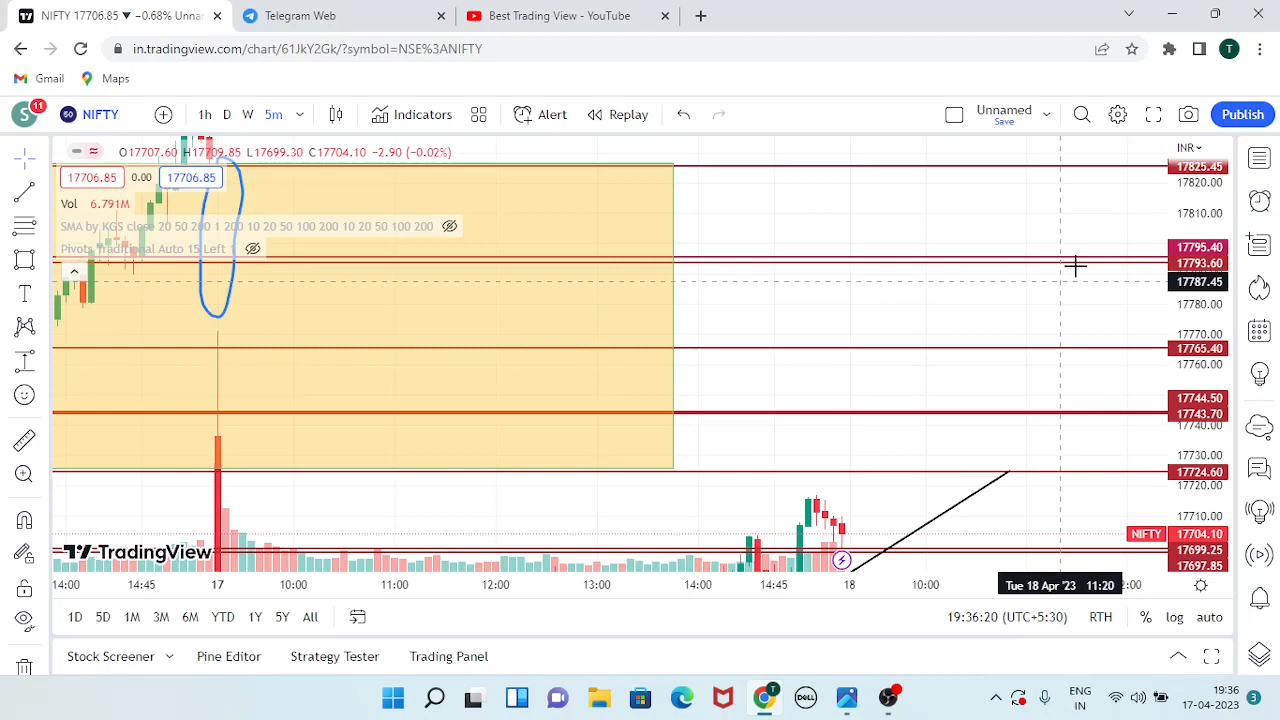 NIFTY 17706.85 ▼ −0.68% Unnar
Telegram Web
Best Trading View - YouTube
in.tradingview.com/chart/61JkY2Gk/?symbol=NSE%3ANIFTY
T
Gmail
Maps
S
11
50
NIFTY
1h
D
W
5m
Indicators
Alert
Replay
Unnamed
Save
Publish
O17707.60 H17709.85 L17699.30 C17704.10 −2.90 (−0.02%)
INR
17706.85
0.00
17706.85
Vol 6.791M
SMA by KGS close 20 50 200 1 200 10 20 50 100 200 10 20 50 100 200
Pivots Traditional Auto 15 Left 1
17825.45
17820.00
17810.00
17795.40
17793.60
17787.45
17780.00
17770.00
17765.40
17760.00
17744.50
17743.70
17740.00
17730.00
17724.60
17720.00
17710.00
NIFTY 17704.10
17699.25
17697.85
TradingView
14:00
14:45
17
10:00
11:00
12:00
13:00
14:00
14:45
18
10:00
Tue 18 Apr '23 11:20
1D
5D
1M
3M
6M
YTD
1Y
5Y
All
19:36:20 (UTC+5:30)
RTH
%
log
auto
Stock Screener
Pine Editor
Strategy Tester
Trading Panel
T
DELL
ENG
IN
19:36
17-04-2023
3